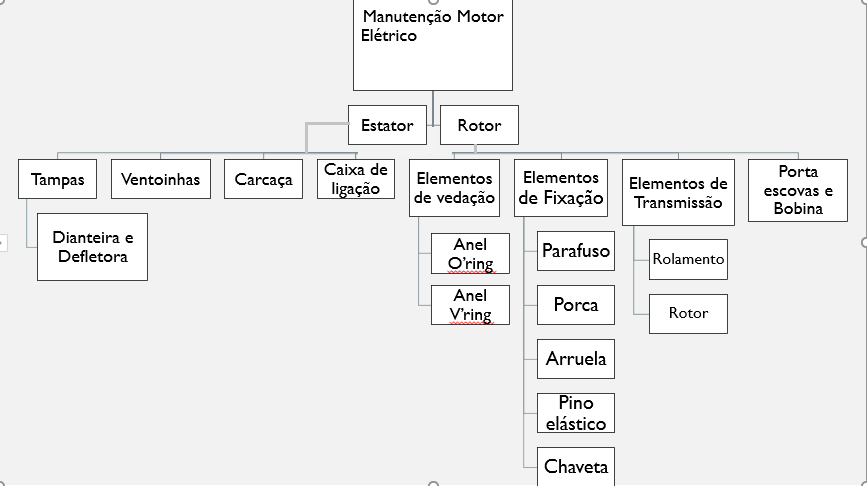 Manutenção Motor
Elétrico
Estator
Rotor
Tampas
Ventoinhas
Carcaça
Caixa de
ligação
Elementos
de vedação
Elementos
de Fixação
Elementos de
Transmissão
Porta
escovas e
Bobina
Dianteira e
Defletora
Anel
O’ring
Anel
V’ring
Parafuso
Porca
Arruela
Pino
elástico
Chaveta
Rolamento
Rotor